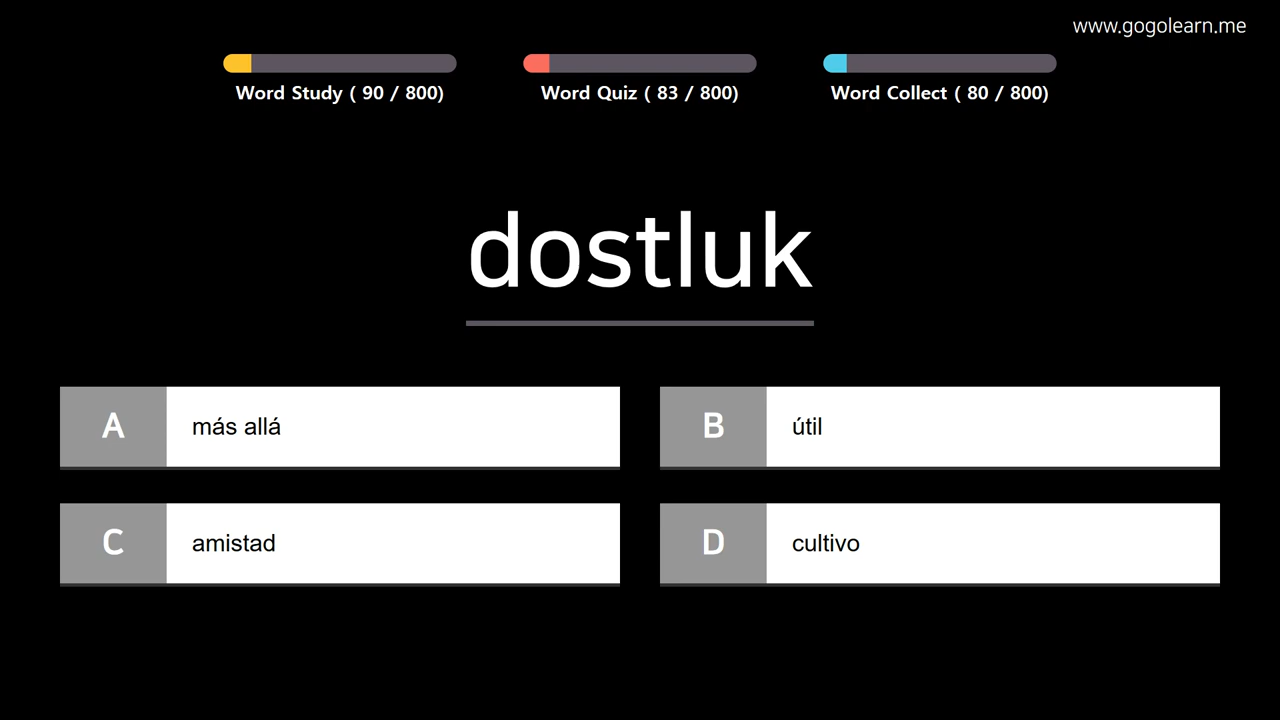 www.gogolearn.me
Word Study ( 90 / 800)
Word Quiz ( 83 / 800)
Word Collect ( 80 / 800)
dostluk
A
más allá
B
útil
C
amistad
D
cultivo